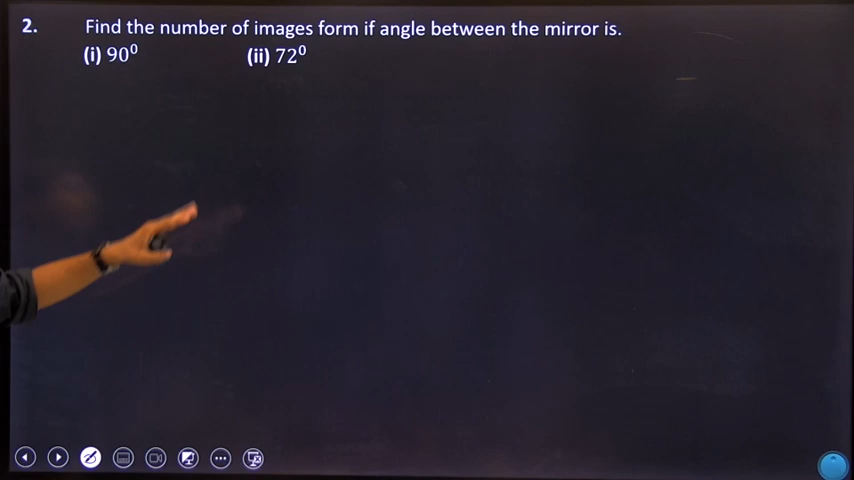 2. Find the number of images form if angle between the mirror is.
(i) 90⁰ (ii) 72⁰